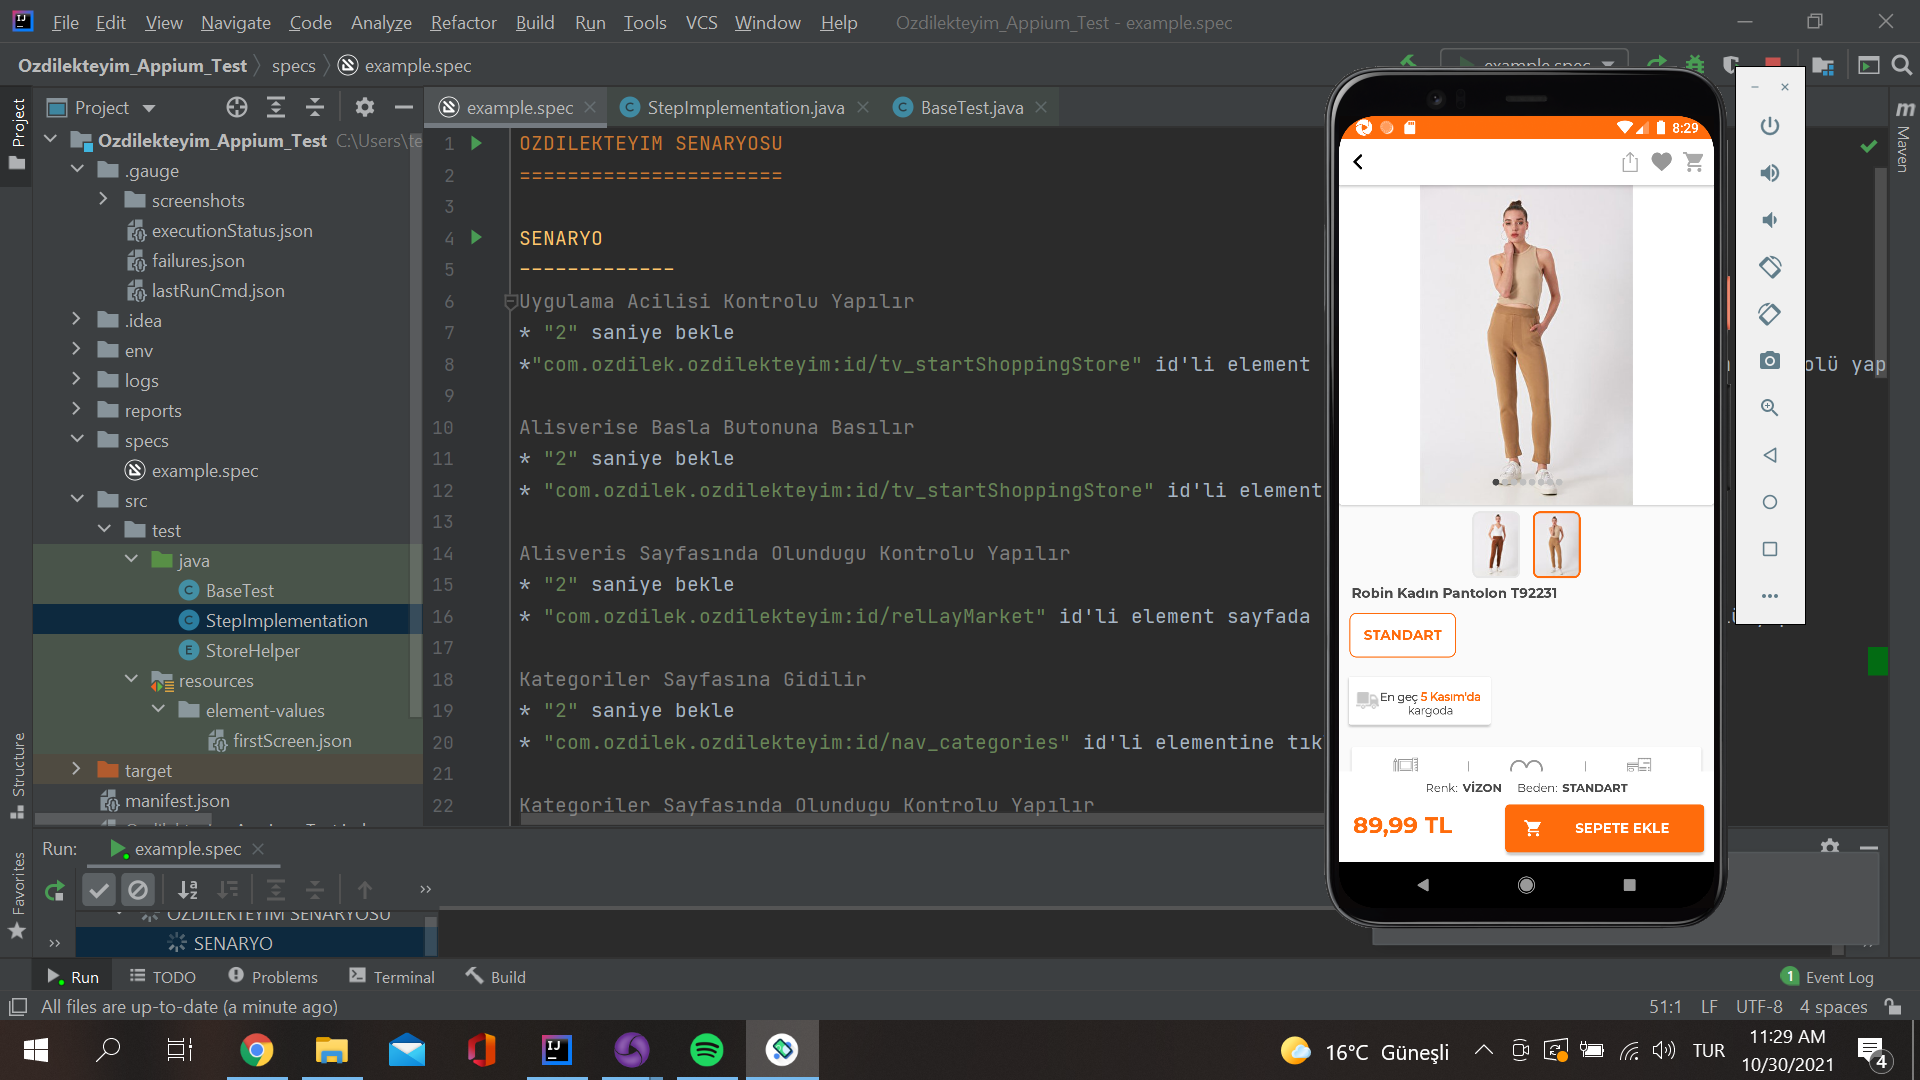 File Edit View Navigate Code Analyze Refactor Build Run Tools VCS Window Help Ozdilekteyim_Appium_Test - example.spec
Ozdilekteyim_Appium_Test specs example.spec
example.spec
Project
Project
Ozdilekteyim_Appium_Test C:\Users\te
.gauge
screenshots
executionStatus.json
failures.json
lastRunCmd.json
.idea
env
logs
reports
specs
example.spec
src
test
java
BaseTest
StepImplementation
StoreHelper
resources
element-values
firstScreen.json
target
manifest.json
example.spec StepImplementation.java BaseTest.java
1 OZDILEKTEYIM SENARYOSU
2 ======================
3
4 SENARYO
5 -------------
6 Uygulama Acilisi Kontrolu Yapılır
7 * "2" saniye bekle
8 *"com.ozdilek.ozdilekteyim:id/tv_startShoppingStore" id'li element olü yap
9
10 Alisverise Basla Butonuna Basılır
11 * "2" saniye bekle
12 * "com.ozdilek.ozdilekteyim:id/tv_startShoppingStore" id'li element
13
14 Alisveris Sayfasında Olundugu Kontrolu Yapılır
15 * "2" saniye bekle
16 * "com.ozdilek.ozdilekteyim:id/relLayMarket" id'li element sayfada
17
18 Kategoriler Sayfasına Gidilir
19 * "2" saniye bekle
20 * "com.ozdilek.ozdilekteyim:id/nav_categories" id'li elementine tık
21
22 Kategoriler Sayfasında Olundugu Kontrolu Yapılır
8:29
Robin Kadın Pantolon T92231
STANDART
En geç 5 Kasım'da
kargoda
Renk: VİZON Beden: STANDART
89,99 TL SEPETE EKLE
Maven
Structure
Favorites
Run: example.spec
OZDILEKTEYIM SENARYOSU
SENARYO
Run TODO Problems Terminal Build 1 Event Log
All files are up-to-date (a minute ago) 51:1 LF UTF-8 4 spaces
16°C Güneşli TUR 11:29 AM
10/30/2021 4